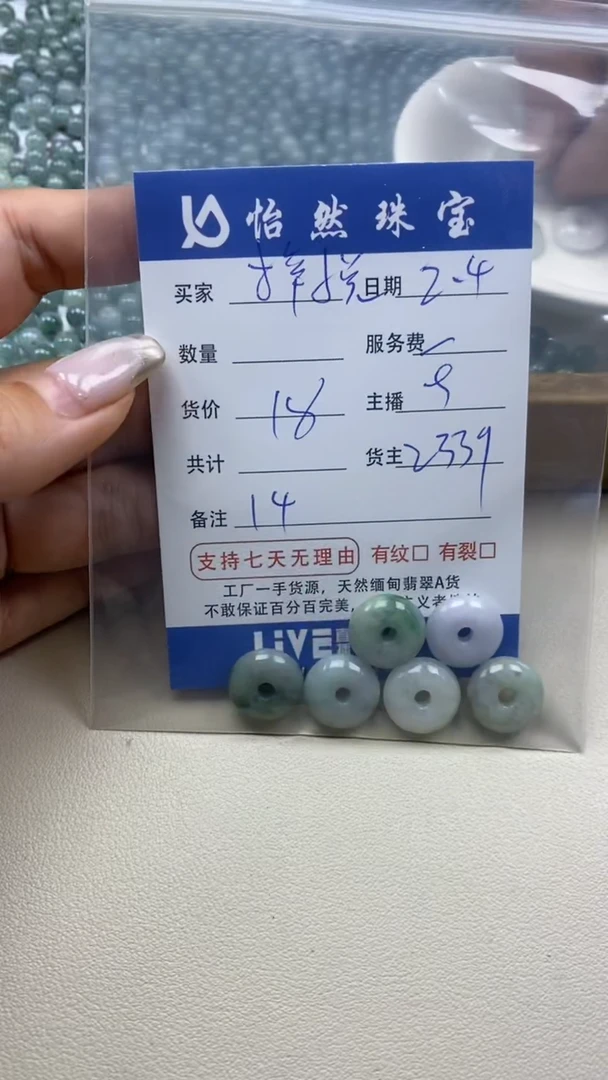 怡然珠宝
买家 日期 2.4
数量 服务费
货价 18 主播
共计 货主 2339
备注 14
支持七天无理由 有纹□ 有裂□
工厂一手货源，天然缅甸翡翠A货
不敢保证百分百完美，
LiVE